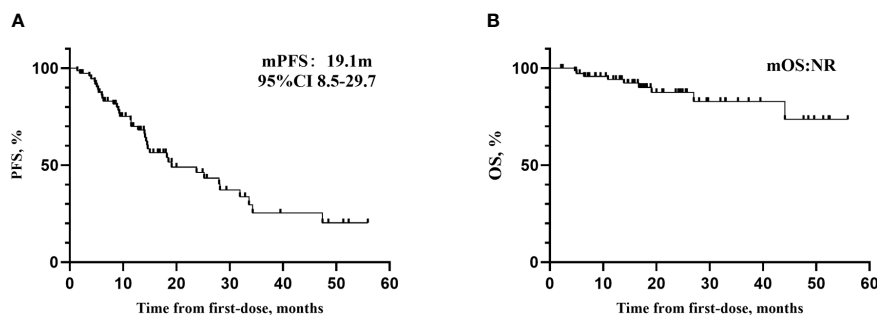 A
mPFS: 19.1m
95%CI 8.5-29.7
PFS, %
100
50
0
0 10 20 30 40 50 60
Time from first-dose, months
B
mOS:NR
OS, %
100
50
0
0 10 20 30 40 50 60
Time from first-dose, months